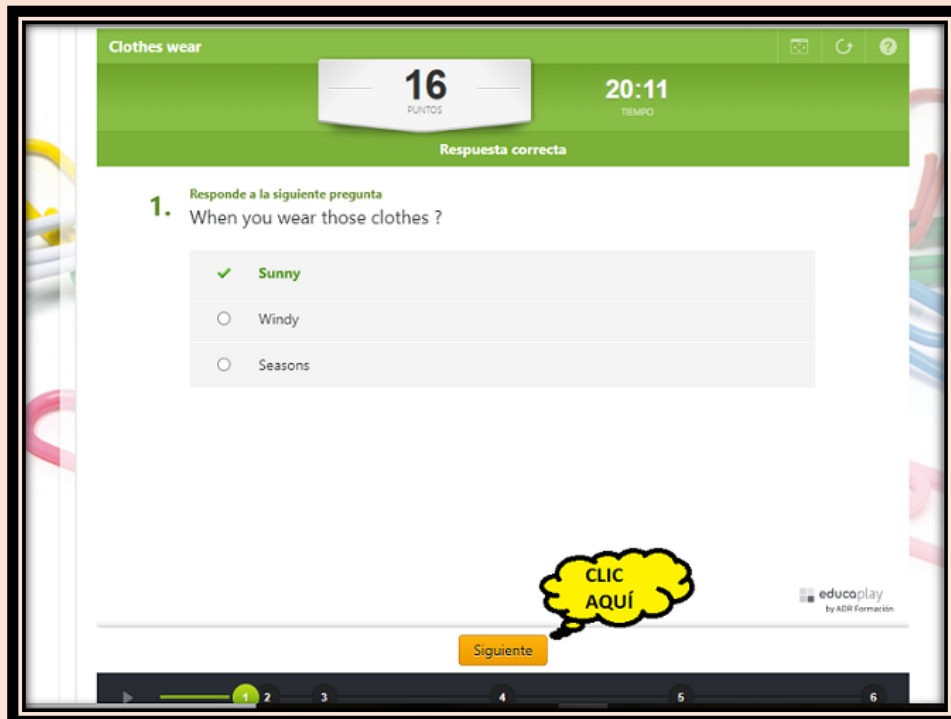 Clothes wear
16
PUNTOS
20:11
TIEMPO
Respuesta correcta
Responde a la siguiente pregunta
1. When you wear those clothes ?
Sunny
Windy
Seasons
CLIC
AQUÍ
educaplay
by ADR Formación
Siguiente
1 2 3 4 5 6